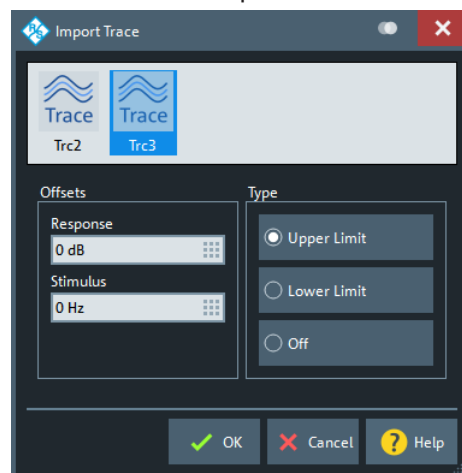 Import Trace
Trace Trace
Trc2 Trc3
Offsets
Response
0 dB
Stimulus
0 Hz
Type
Upper Limit
Lower Limit
Off
OK Cancel ? Help